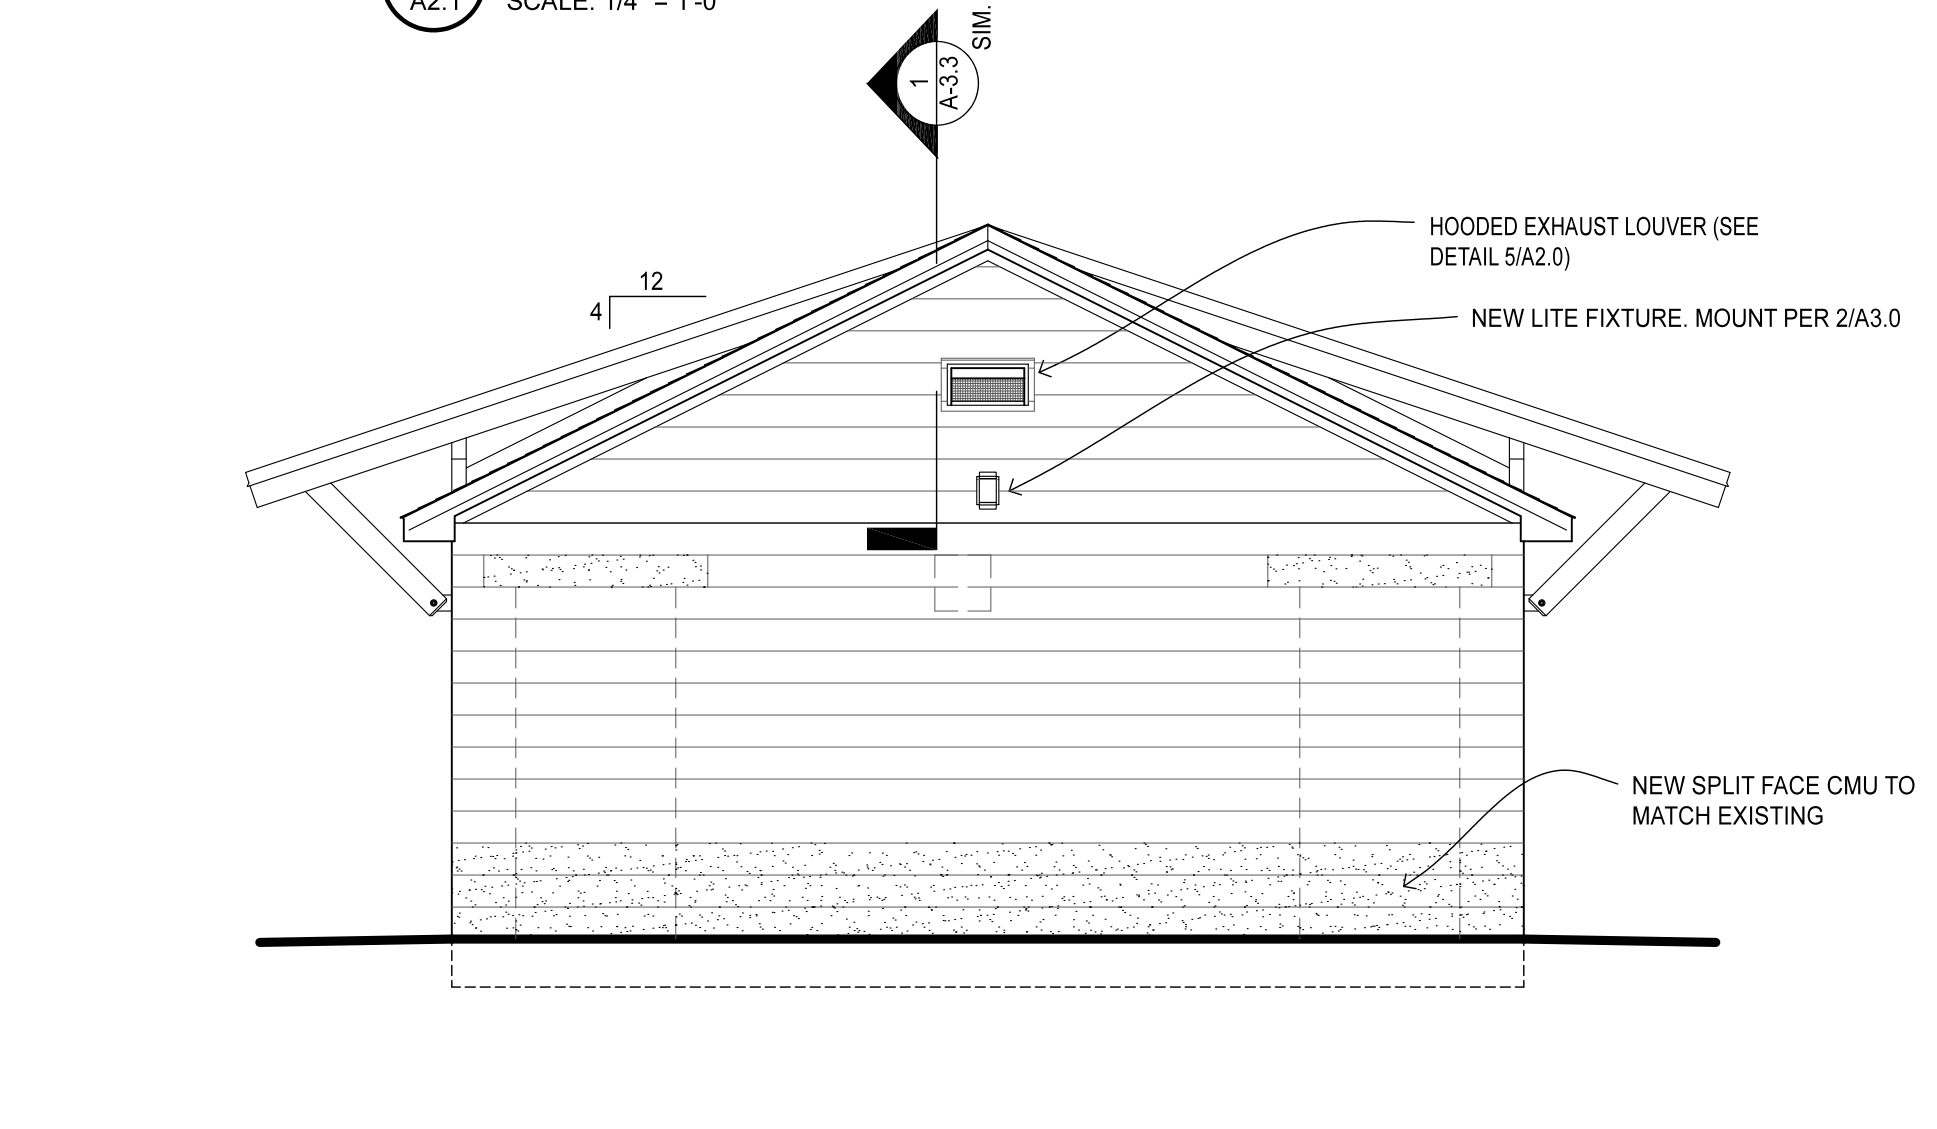 A2.1 SCALE: 1/4" = 1'-0"
SIM.
1
A-3.3
HOODED EXHAUST LOUVER (SEE
DETAIL 5/A2.0)
12
4
NEW LITE FIXTURE. MOUNT PER 2/A3.0
NEW SPLIT FACE CMU TO
MATCH EXISTING